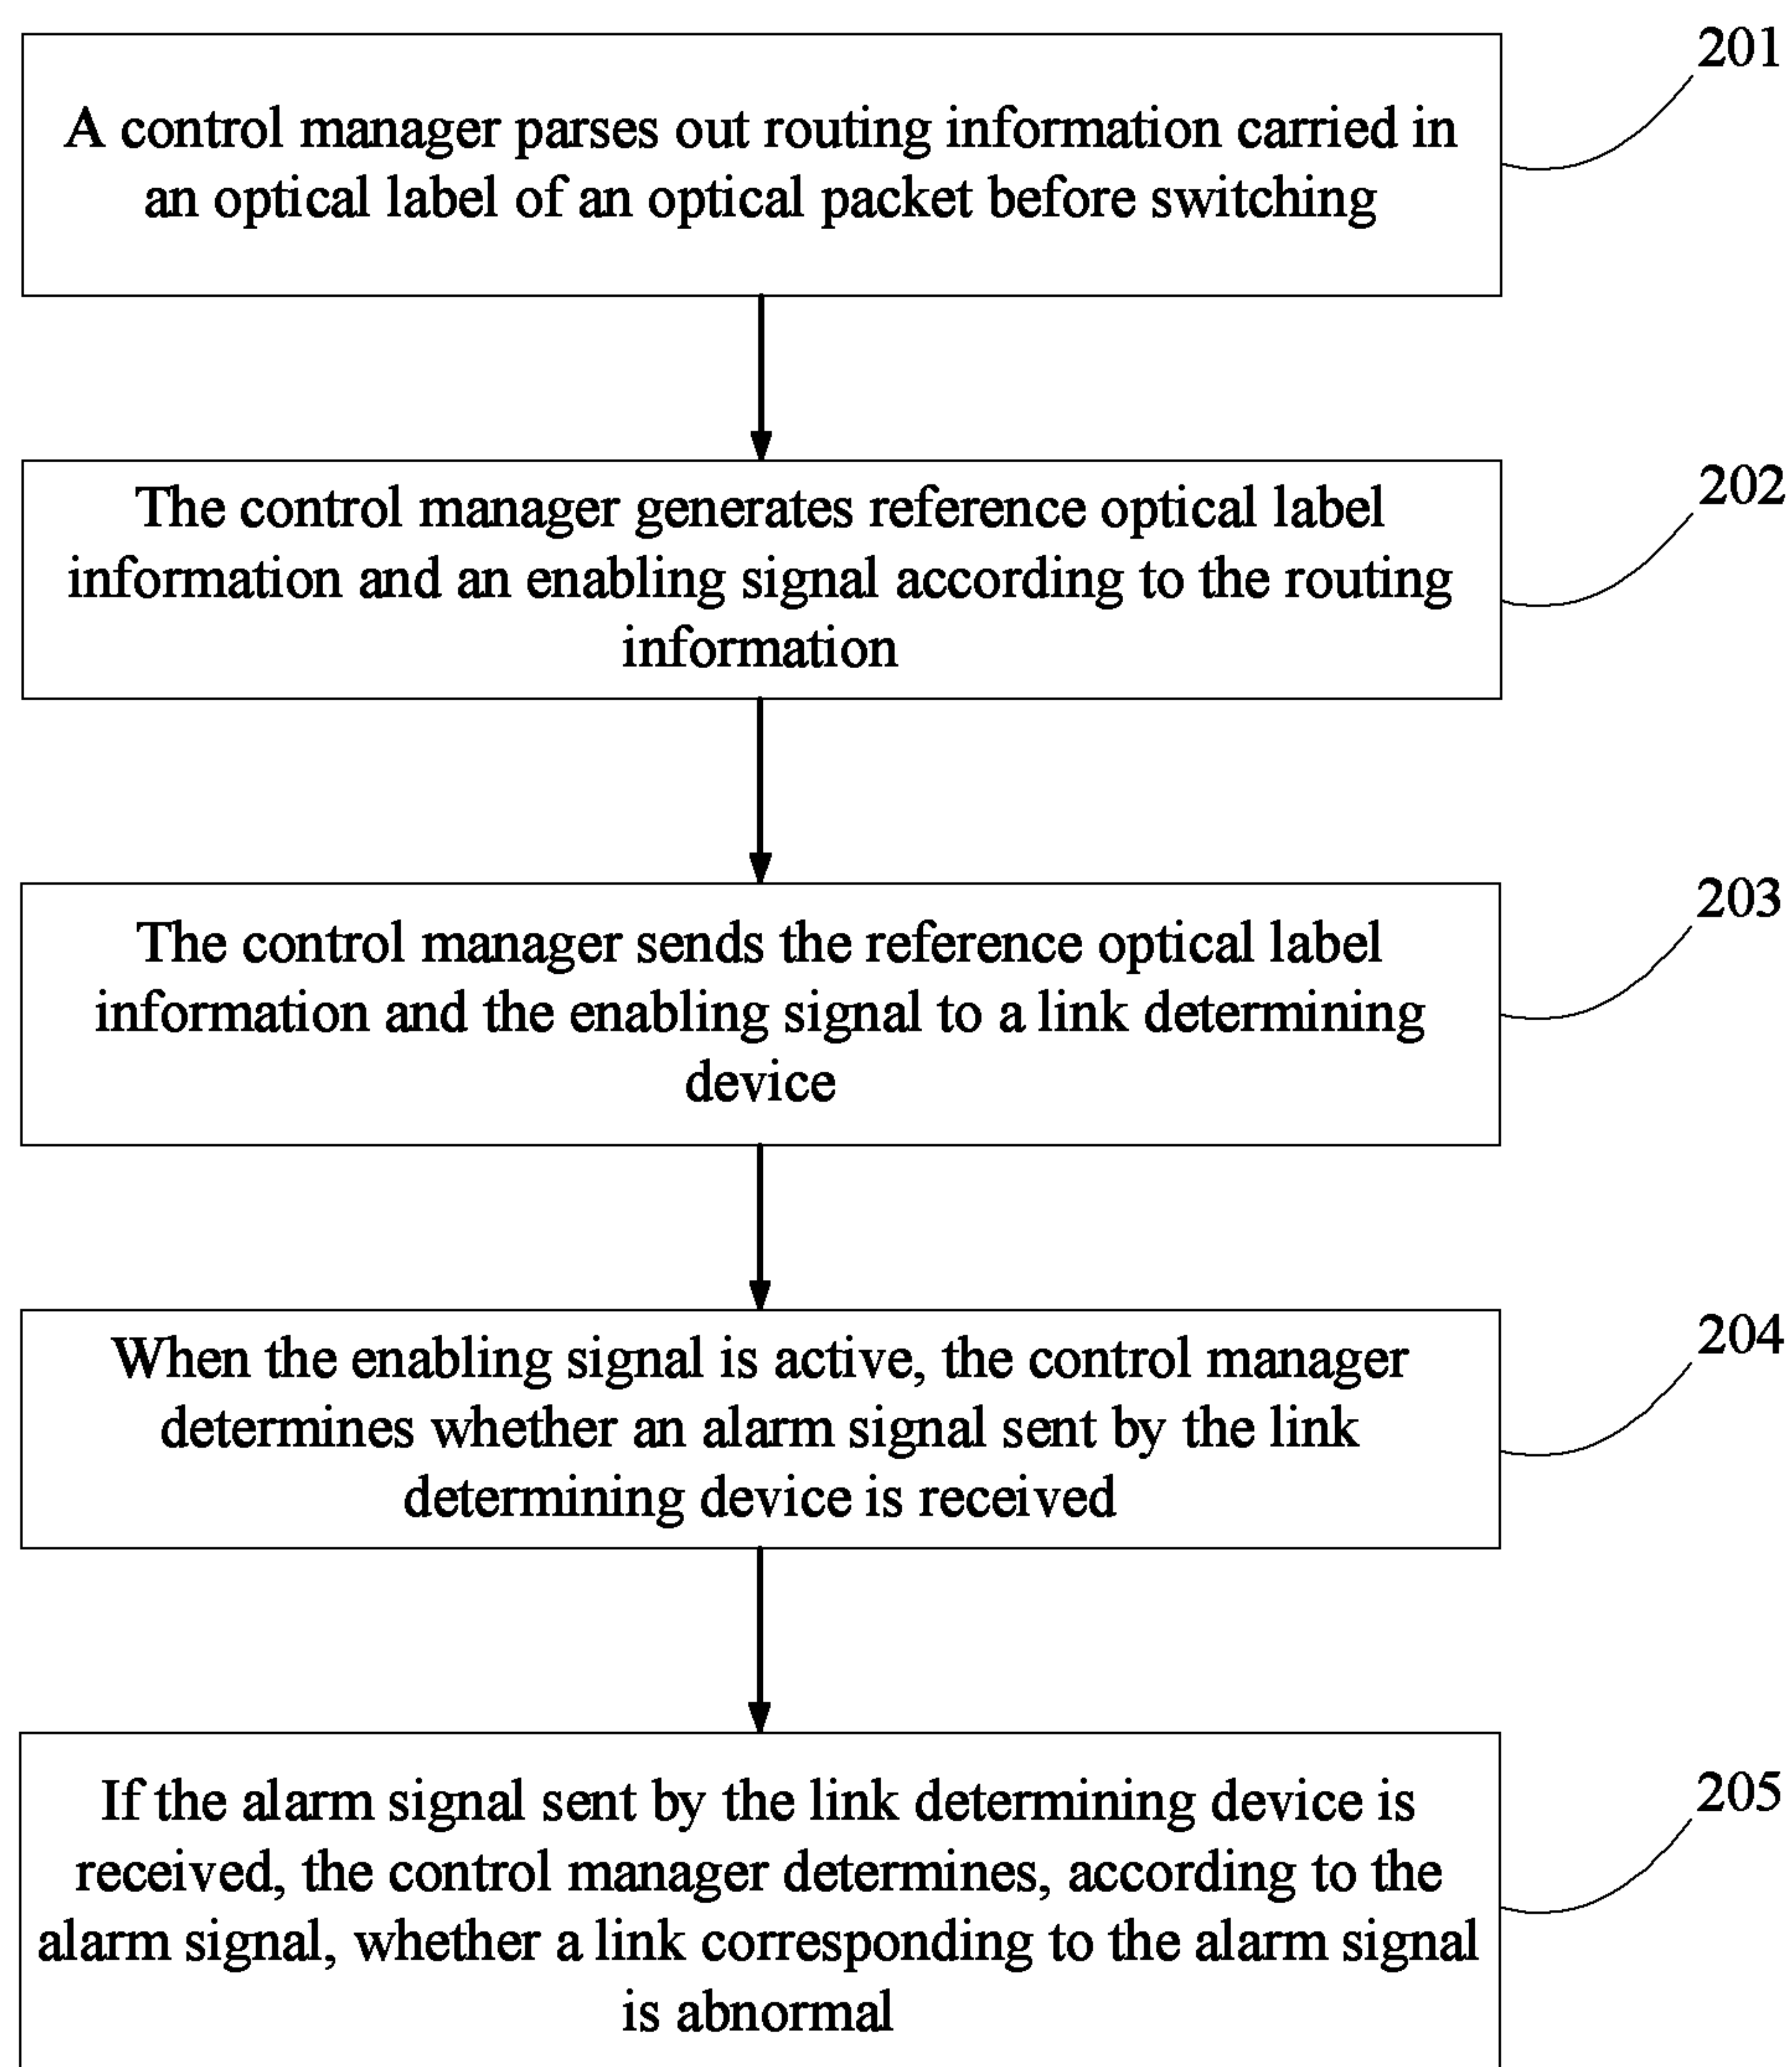 201
A control manager parses out routing information carried in
an optical label of an optical packet before switching
202
The control manager generates reference optical label
information and an enabling signal according to the routing
information
203
The control manager sends the reference optical label
information and the enabling signal to a link determining
device
204
When the enabling signal is active, the control manager
determines whether an alarm signal sent by the link
determining device is received
205
If the alarm signal sent by the link determining device is
received, the control manager determines, according to the
alarm signal, whether a link corresponding to the alarm signal
is abnormal